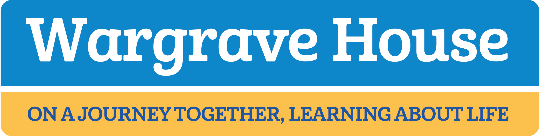 Wargrave House
ON A JOURNEY TOGETHER, LEARNING ABOUT LIFE